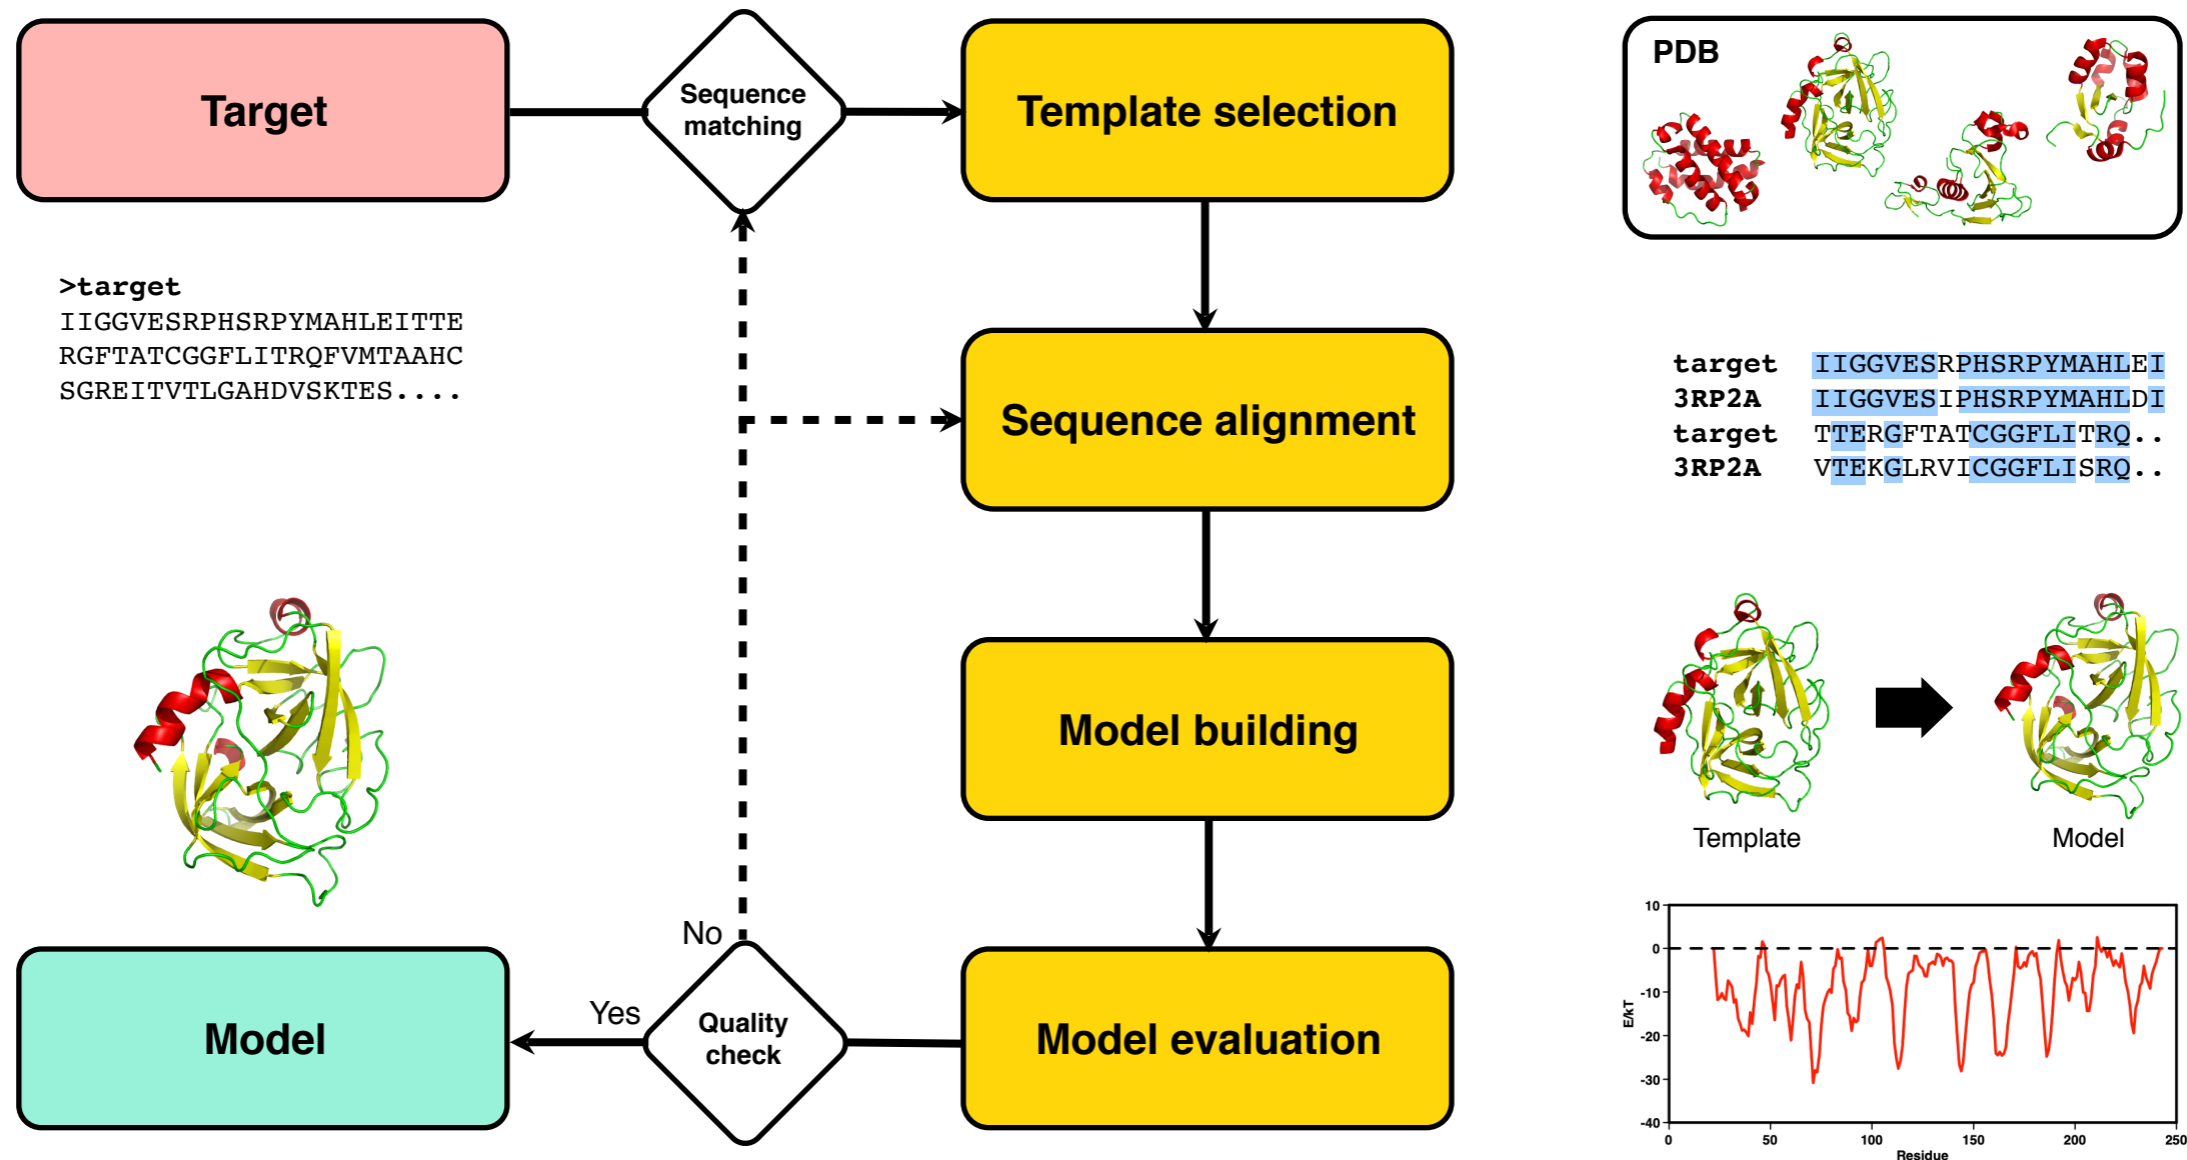 Target
Sequence
matching
Template selection
PDB
>target
IIGGVESRPHSRPYMAHLEITTE
RGFTATCGGFLITRQFVMTAAHC
SGREITVTLGAHDVSKTES....
Sequence alignment
target IIGGVESRPHSRPYMAHLEI
3RP2A IIGGVESIPHSRPYMAHLDI
target TTERGFTATCGGFLITRQ..
3RP2A VTEKGLRVICGGFLISRQ..
Model building
Template
Model
No
Yes
Quality
check
Model evaluation
Model
10
0
-10
-20
-30
-40
E/kT
0 50 100 150 200 250
Residue